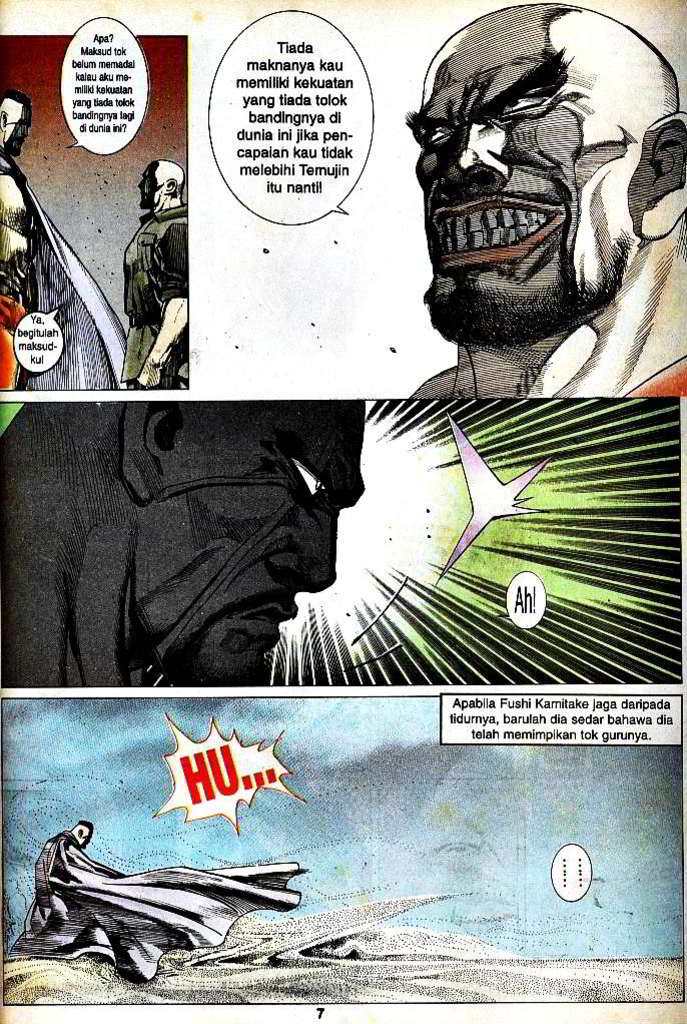 Apa?
Maksud tok
belum memadai
kalau aku me-
miliki kekuatan
yang tiada tolok
bandingnya lagi
di dunia ini?
Ya,
begitulah
maksud-
ku!
Tiada
maknanya kau
memiliki kekuatan
yang tiada tolok
bandingnya di
dunia ini jika pen-
capaian kau tidak
melebihi Temujin
itu nanti!
Ah!
Apabila Fushi Kamitake jaga daripada
tidurnya, barulah dia sedar bahawa dia
telah memimpikan tok gurunya.
HU...
7